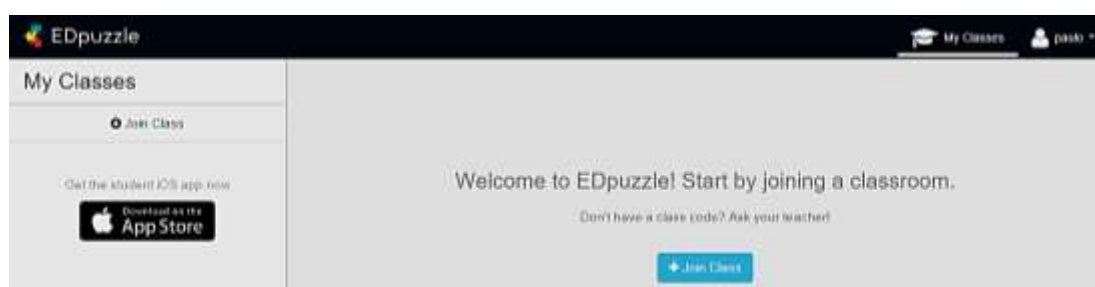 EDpuzzle
My Classes
pasto
My Classes
Join Class
Get the student iOS app now
Download on the
App Store
Welcome to EDpuzzle! Start by joining a classroom.
Don't have a class code? Ask your teacher!
+ Join Class